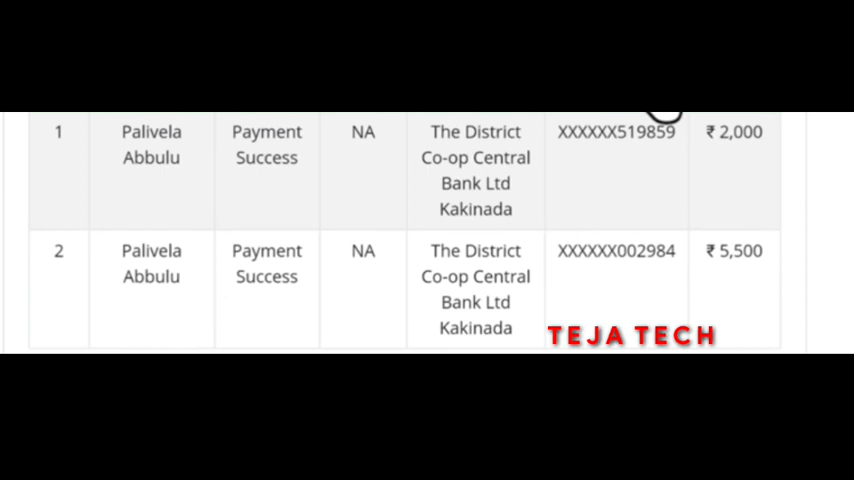 1 Palivela Payment NA The District XXXXXX519859 ₹ 2,000
Abbulu Success Co-op Central
Bank Ltd
Kakinada
2 Palivela Payment NA The District XXXXXX002984 ₹ 5,500
Abbulu Success Co-op Central
Bank Ltd
Kakinada
TEJA TECH